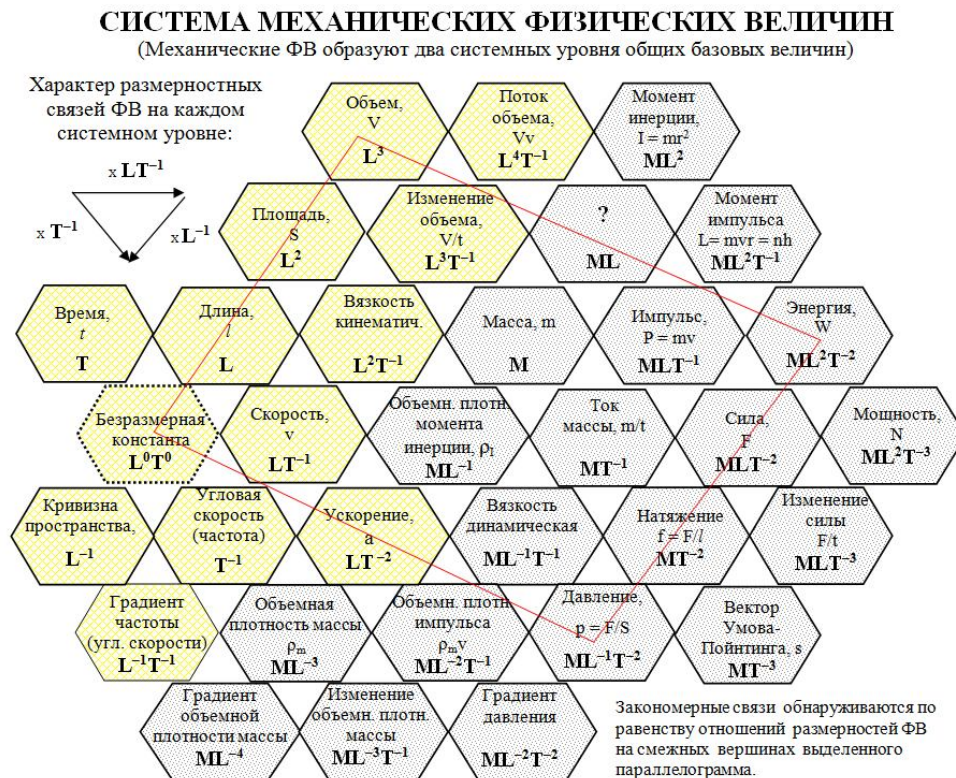 СИСТЕМА МЕХАНИЧЕСКИХ ФИЗИЧЕСКИХ ВЕЛИЧИН
(Механические ФВ образуют два системных уровня общих базовых величин)
Характер размерностных
связей ФВ на каждом
системном уровне:
x LT⁻¹
x T⁻¹
x L⁻¹
Объем,
V
L³
Поток
объема,
Vv
L⁴T⁻¹
Момент
инерции,
I = mr²
ML²
Площадь,
S
L²
Изменение
объема,
V/t
L³T⁻¹
?
ML
Момент
импульса
L= mvr = nh
ML²T⁻¹
Время,
t
T
Длина,
l
L
Вязкость
кинематич.
L²T⁻¹
Масса, m
M
Импульс,
P = mv
MLT⁻¹
Энергия,
W
ML²T⁻²
Безразмерная
константа
L⁰T⁰
Скорость,
v
LT⁻¹
Объемн. плотн.
момента
инерции, ρI
ML⁻¹
Ток
массы, m/t
MT⁻¹
Сила,
F
MLT⁻²
Мощность,
N
ML²T⁻³
Кривизна
пространства,
L⁻¹
Угловая
скорость
(частота)
T⁻¹
Ускорение,
a
LT⁻²
Вязкость
динамическая
ML⁻¹T⁻¹
Натяжение
f = F/l
MT⁻²
Изменение
силы
F/t
MLT⁻³
Градиент
частоты
(угл. скорости)
L⁻¹T⁻¹
Объемная
плотность массы
ρm
ML⁻³
Объемн. плотн.
импульса
ρmv
ML⁻²T⁻¹
Давление,
p = F/S
ML⁻¹T⁻²
Вектор
Умова-
Пойнтинга, s
MT⁻³
Градиент
объемной
плотности массы
ML⁻⁴
Изменение
объемн. плотн.
массы
ML⁻³T⁻¹
Градиент
давления
ML⁻²T⁻²
Закономерные связи обнаруживаются по
равенству отношений размерностей ФВ
на смежных вершинах выделенного
параллелограма.